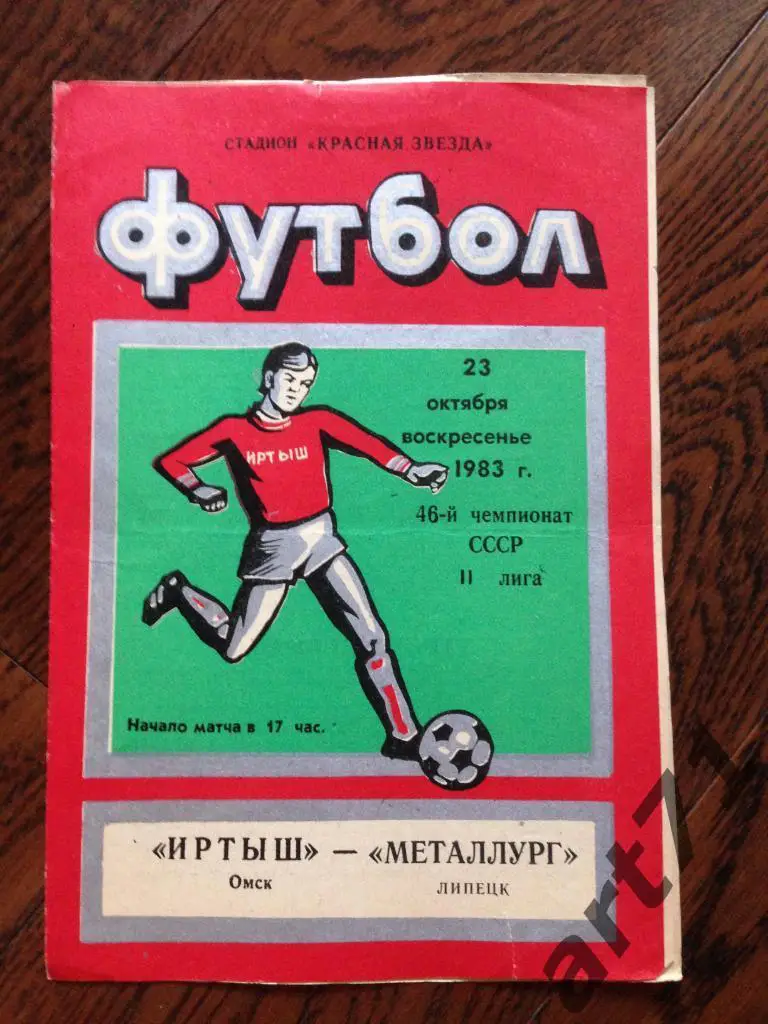 СТАДИОН «КРАСНАЯ ЗВЕЗДА»
футбол
23
октября
воскресенье
1983 г.
46-й чемпионат
СССР
II лига
ИРТЫШ
Начало матча в 17 час.
«ИРТЫШ» — «МЕТАЛЛУРГ»
Омск ЛИПЕЦК
art71